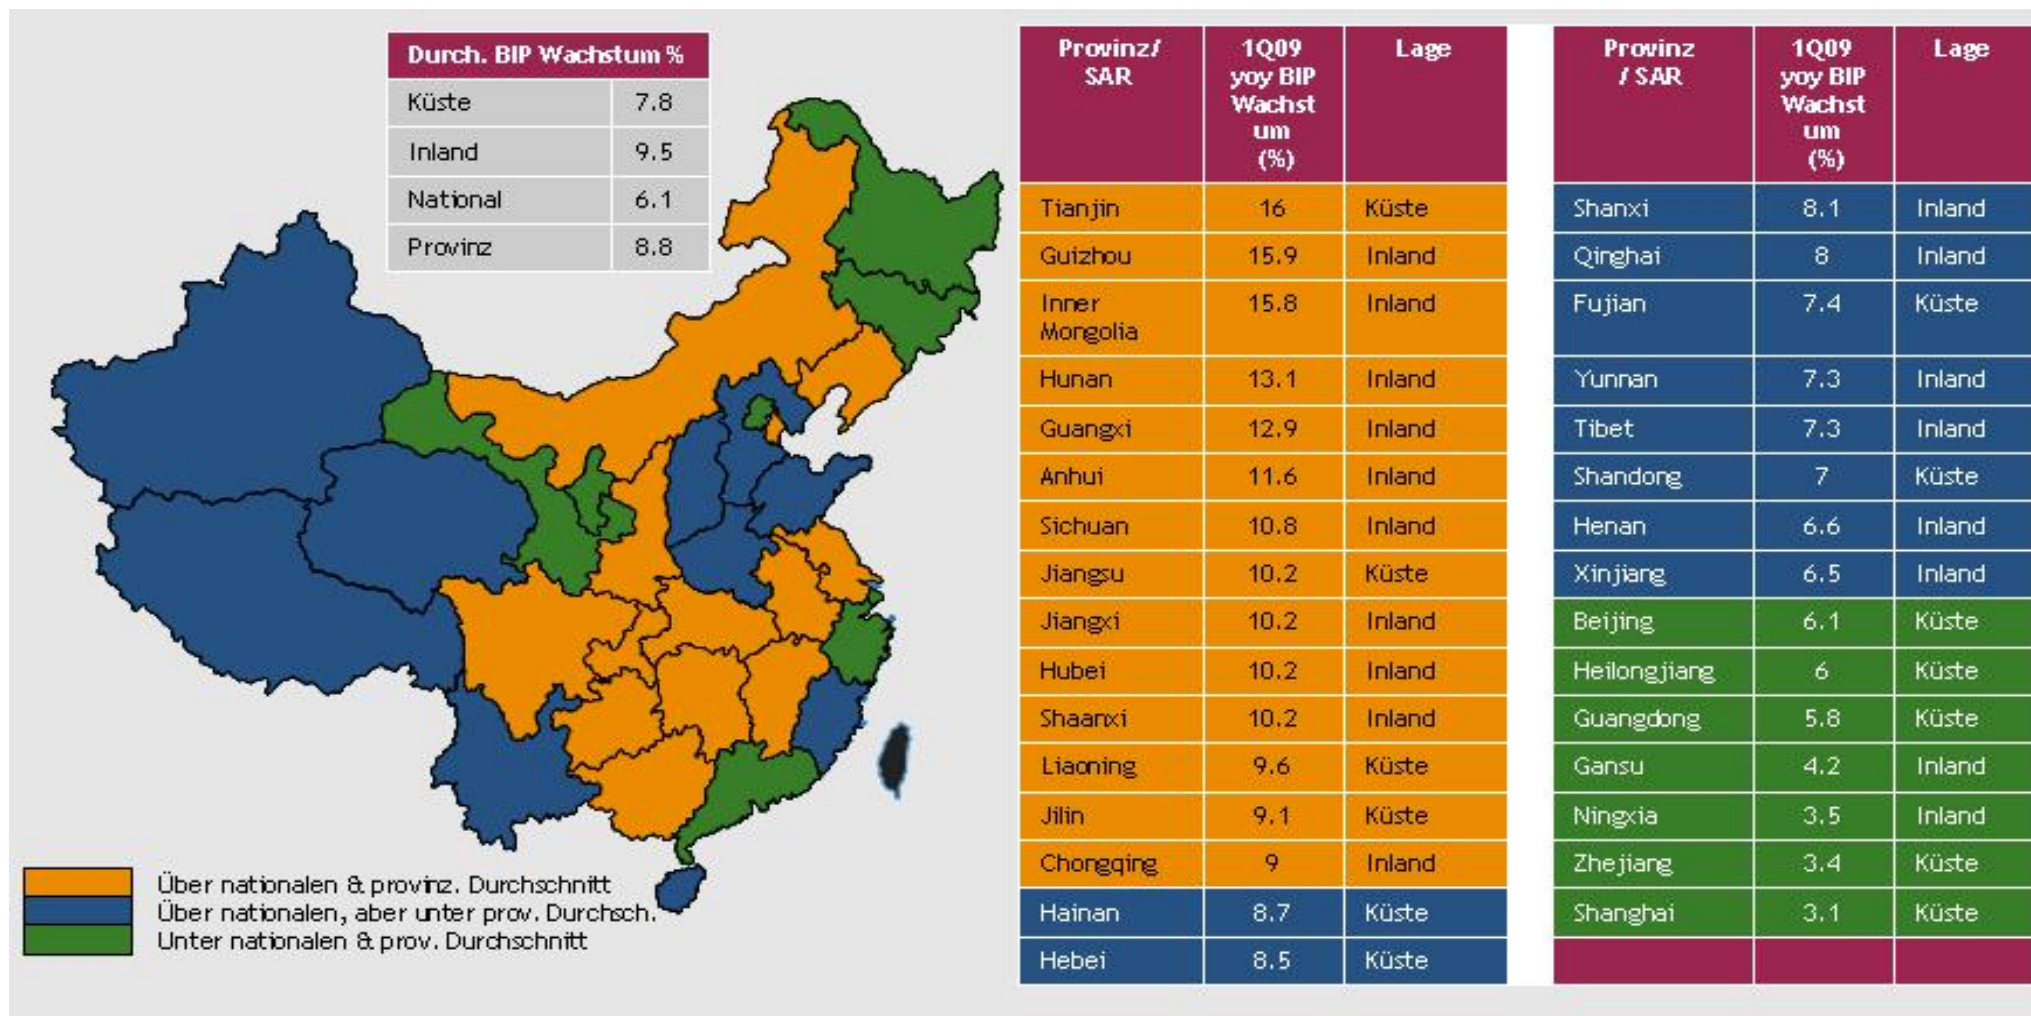 Durch. BIP Wachstum %
Küste 7.8
Inland 9.5
National 6.1
Provinz 8.8
Über nationalen & provinz. Durchschnitt
Über nationalen, aber unter prov. Durchsch.
Unter nationalen & prov. Durchschnitt
Provinz/ 1Q09 Lage
SAR yoy BIP
Wachst
um
(%)
Tianjin 16 Küste
Guizhou 15.9 Inland
Inner 15.8 Inland
Mongolia
Hunan 13.1 Inland
Guangxi 12.9 Inland
Anhui 11.6 Inland
Sichuan 10.8 Inland
Jiangsu 10.2 Küste
Jiangxi 10.2 Inland
Hubei 10.2 Inland
Shaanxi 10.2 Inland
Liaoning 9.6 Küste
Jilin 9.1 Küste
Chongqing 9 Inland
Hainan 8.7 Küste
Hebei 8.5 Küste
Provinz 1Q09 Lage
/ SAR yoy BIP
Wachst
um
(%)
Shanxi 8.1 Inland
Qinghai 8 Inland
Fujian 7.4 Küste
Yunnan 7.3 Inland
Tibet 7.3 Inland
Shandong 7 Küste
Henan 6.6 Inland
Xinjiang 6.5 Inland
Beijing 6.1 Küste
Heilongjiang 6 Küste
Guangdong 5.8 Küste
Gansu 4.2 Inland
Ningxia 3.5 Inland
Zhejiang 3.4 Küste
Shanghai 3.1 Küste